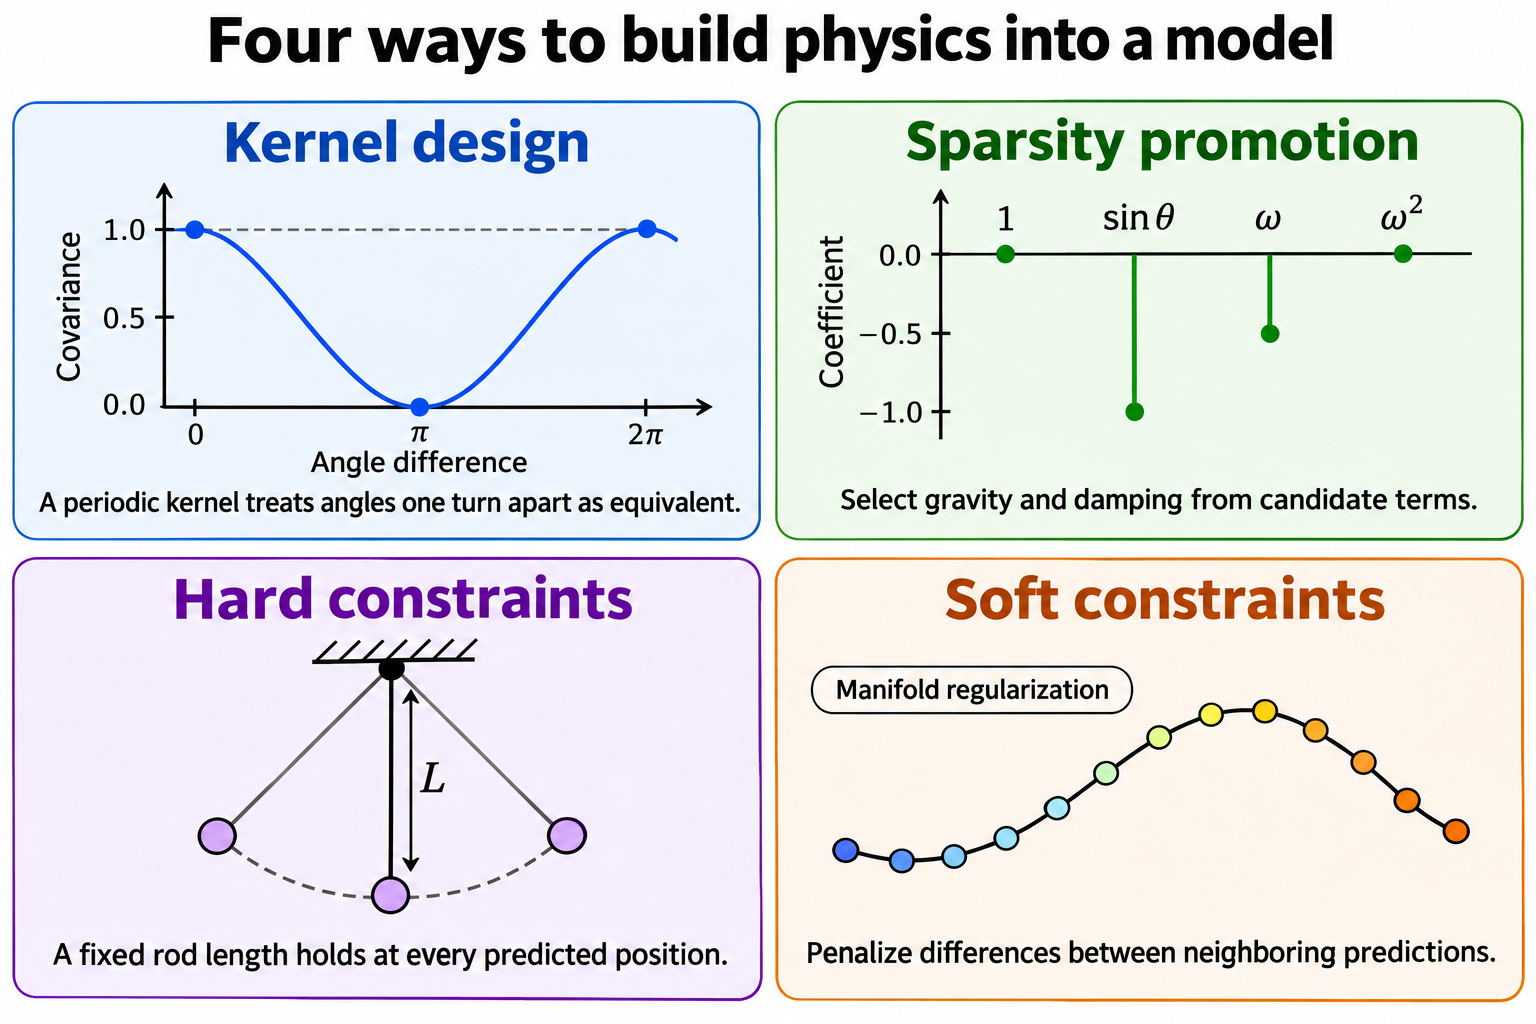 Four ways to build physics into a model
Kernel design
Covariance
1.0
0.5
0.0
0
π
2π
Angle difference
A periodic kernel treats angles one turn apart as equivalent.
Sparsity promotion
Coefficient
1
sin θ
ω
ω²
0.0
−0.5
−1.0
Select gravity and damping from candidate terms.
Hard constraints
L
A fixed rod length holds at every predicted position.
Soft constraints
Manifold regularization
Penalize differences between neighboring predictions.